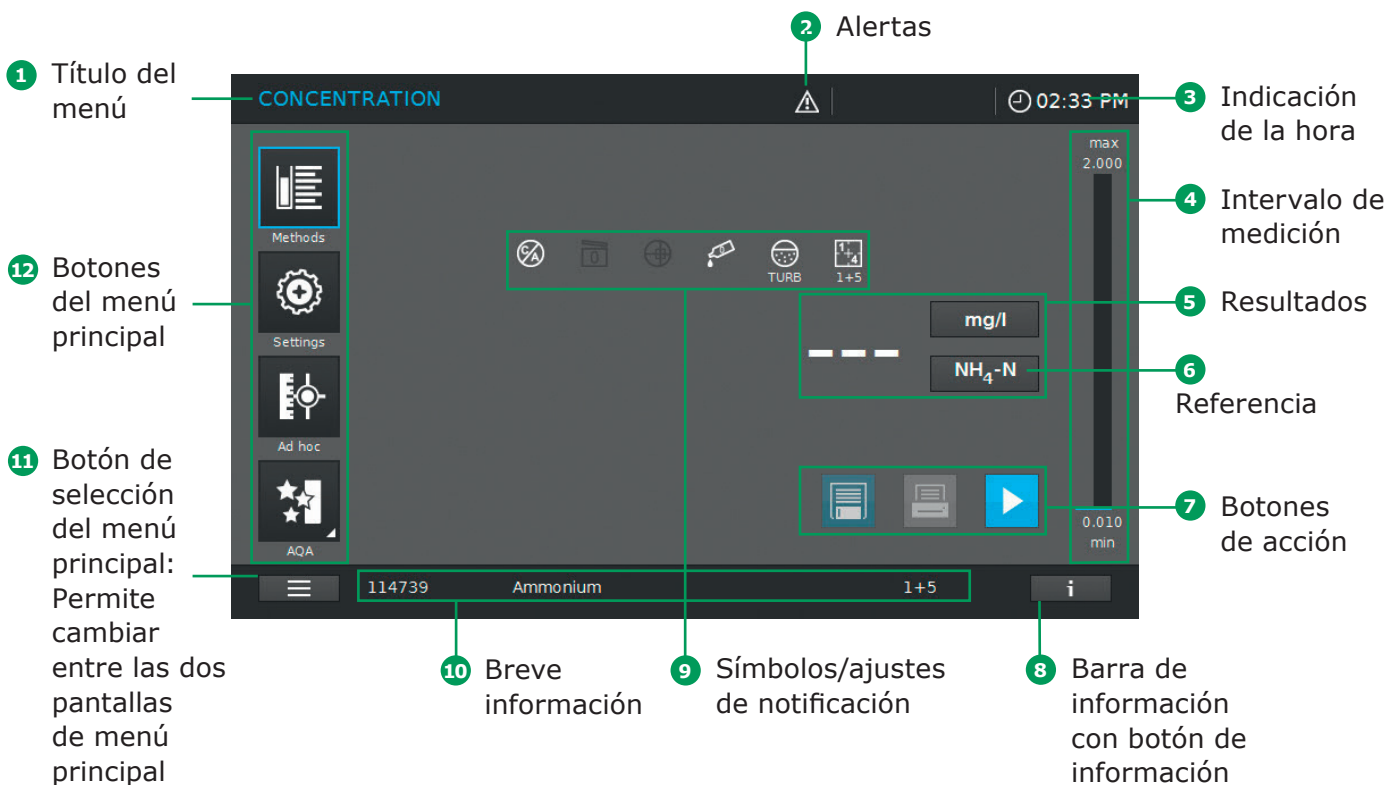 2 Alertas
1 Título del
menú
CONCENTRATION
02:33 PM
3 Indicación
de la hora
max
2.000
4 Intervalo de
medición
Methods
12 Botones
del menú
principal
C/A
0
0
TURB
1+4
1+5
5 Resultados
mg/l
– – –
NH₄-N
6
Referencia
Settings
Ad hoc
11 Botón de
selección
del menú
principal:
Permite
cambiar
entre las dos
pantallas
de menú
principal
7 Botones
de acción
0.010
min
AQA
114739 Ammonium 1+5
i
10 Breve
información
9 Símbolos/ajustes
de notificación
8 Barra de
información
con botón de
información